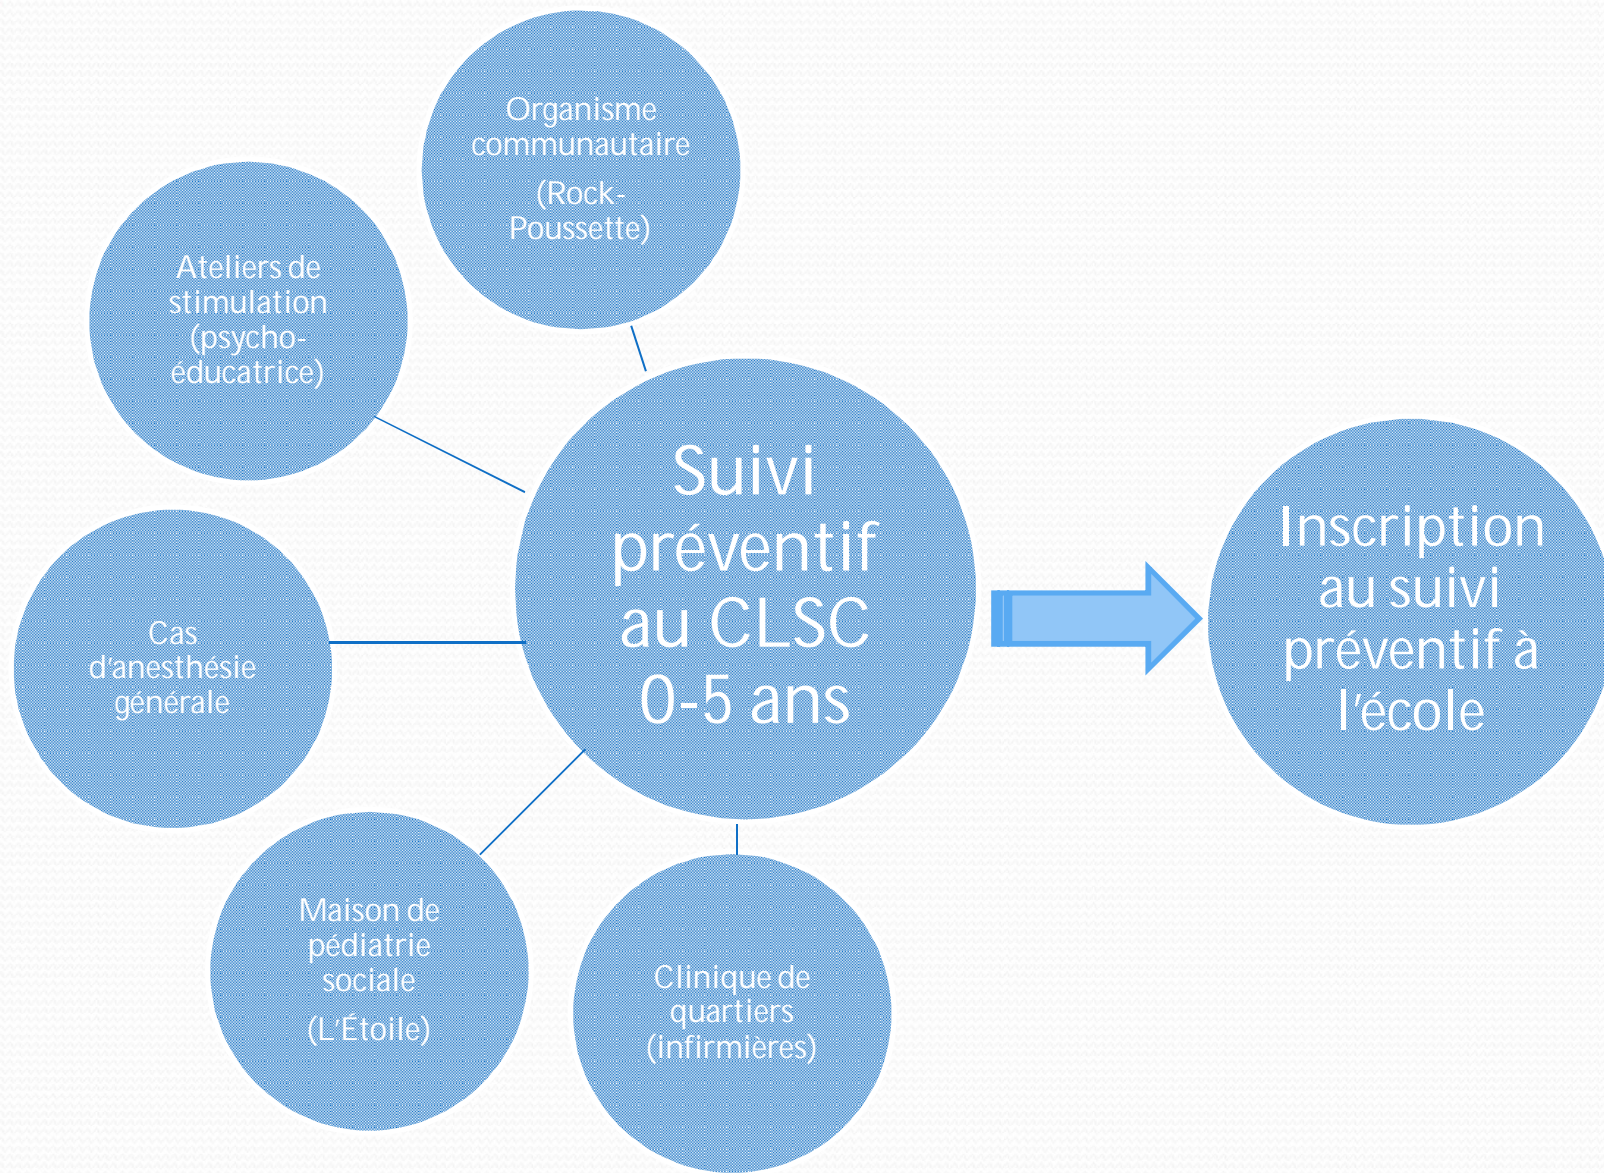 Organisme
communautaire
(Rock-
Poussette)
Ateliers de
stimulation
(psycho-
éducatrice)
Cas
d'anesthésie
générale
Maison de
pédiatrie
sociale
(L'Étoile)
Clinique de
quartiers
(infirmières)
Suivi
préventif
au CLSC
0-5 ans
Inscription
au suivi
préventif à
l'école